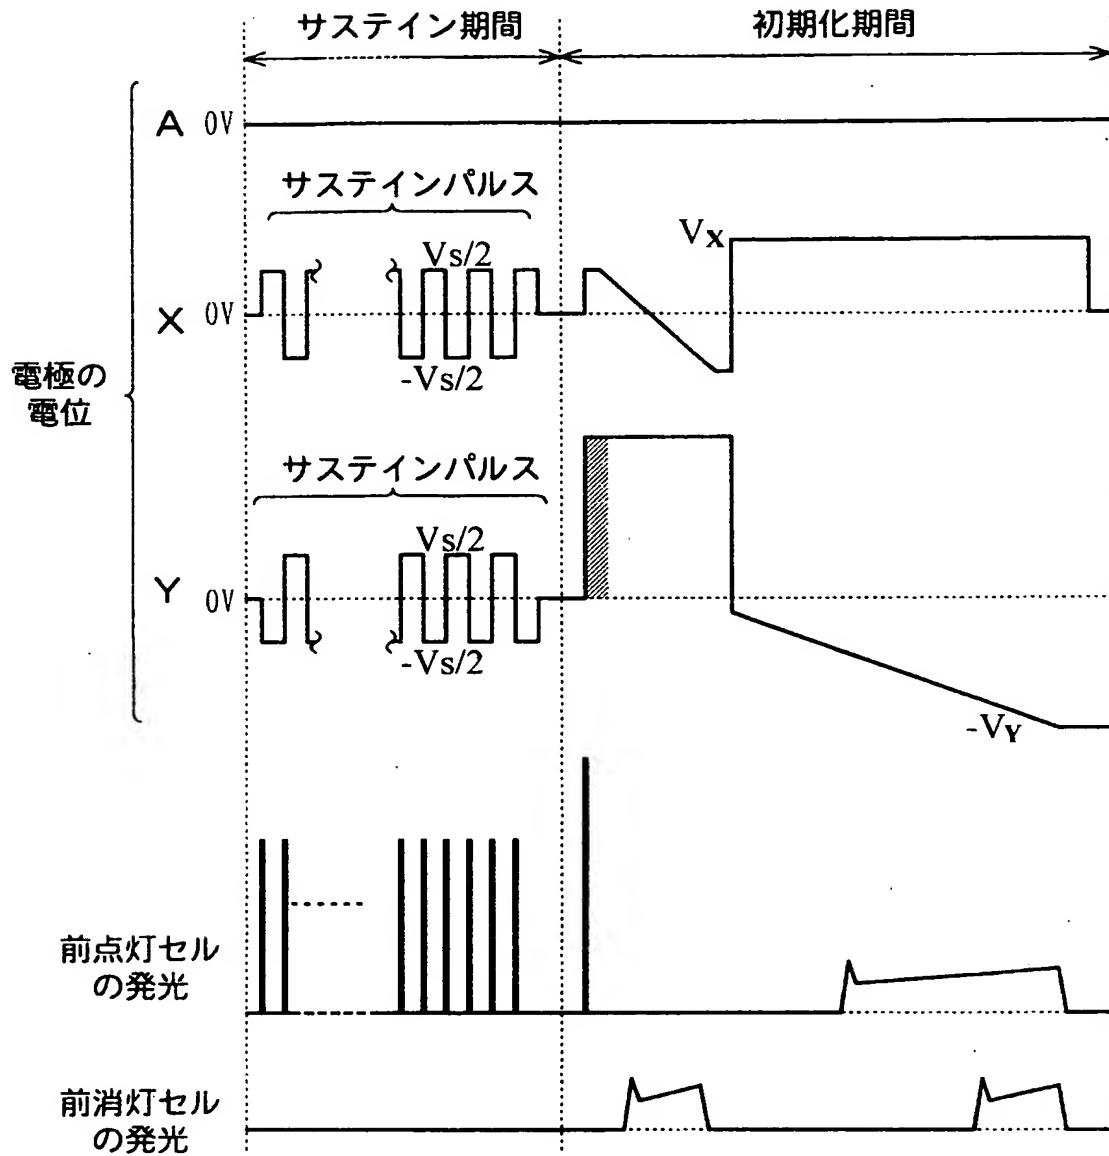 サステイン期間
初期化期間
A 0V
サステインパルス
Vs/2
VX
X 0V
-Vs/2
電極の
電位
サステインパルス
Vs/2
Y 0V
-Vs/2
-VY
前点灯セル
の発光
前消灯セル
の発光